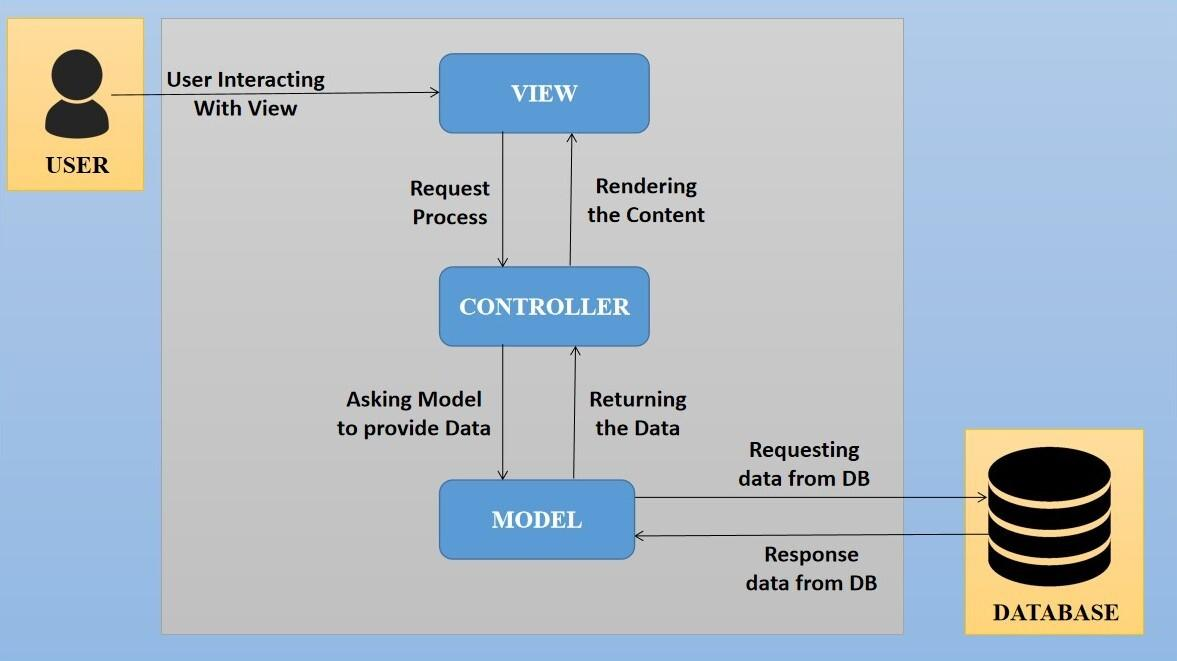 User Interacting
With View
USER
VIEW
Request
Process
Rendering
the Content
CONTROLLER
Asking Model
to provide Data
Returning
the Data
Requesting
data from DB
MODEL
Response
data from DB
DATABASE